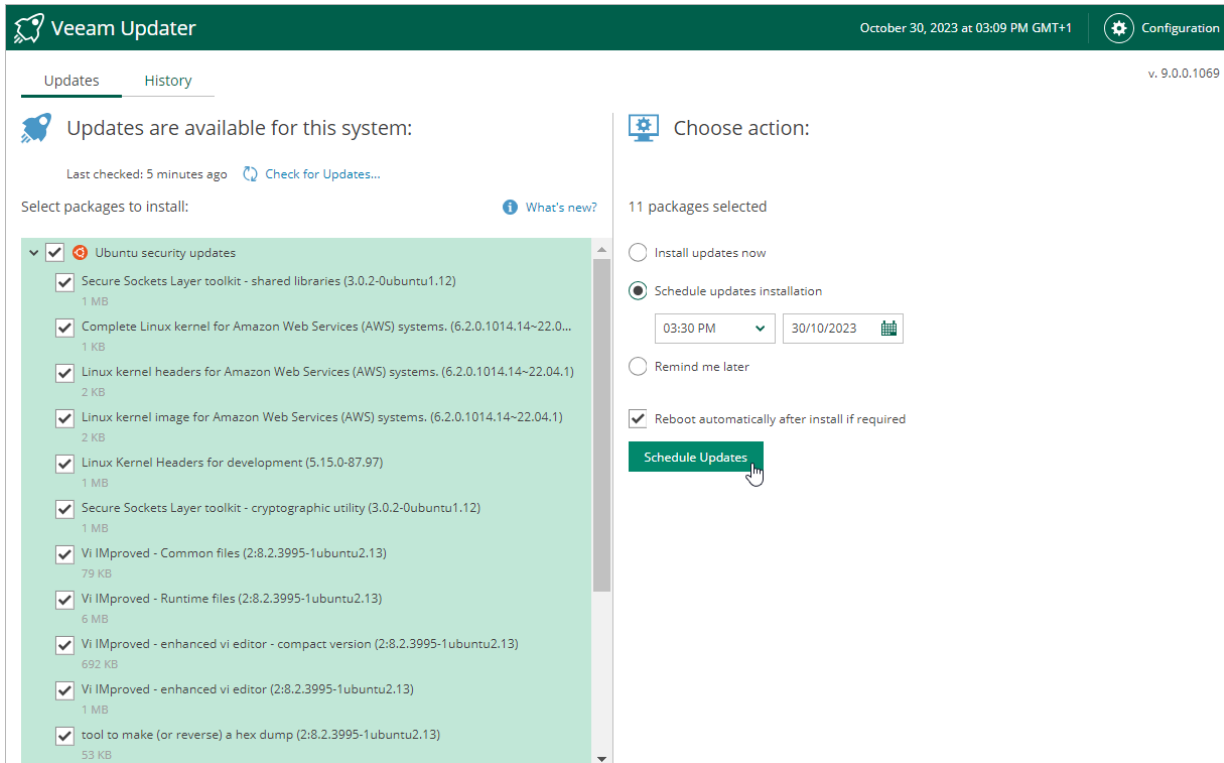 Veeam Updater
October 30, 2023 at 03:09 PM GMT+1
Configuration
Updates
History
v. 9.0.0.1069
Updates are available for this system:
Last checked: 5 minutes ago
Check for Updates...
Select packages to install:
What's new?
Ubuntu security updates
Secure Sockets Layer toolkit - shared libraries (3.0.2-0ubuntu1.12)
1 MB
Complete Linux kernel for Amazon Web Services (AWS) systems. (6.2.0.1014.14~22.0...
1 KB
Linux kernel headers for Amazon Web Services (AWS) systems. (6.2.0.1014.14~22.04.1)
2 KB
Linux kernel image for Amazon Web Services (AWS) systems. (6.2.0.1014.14~22.04.1)
2 KB
Linux Kernel Headers for development (5.15.0-87.97)
1 MB
Secure Sockets Layer toolkit - cryptographic utility (3.0.2-0ubuntu1.12)
1 MB
Vi IMproved - Common files (2:8.2.3995-1ubuntu2.13)
79 KB
Vi IMproved - Runtime files (2:8.2.3995-1ubuntu2.13)
6 MB
Vi IMproved - enhanced vi editor - compact version (2:8.2.3995-1ubuntu2.13)
692 KB
Vi IMproved - enhanced vi editor (2:8.2.3995-1ubuntu2.13)
1 MB
tool to make (or reverse) a hex dump (2:8.2.3995-1ubuntu2.13)
53 KB
Choose action:
11 packages selected
Install updates now
Schedule updates installation
03:30 PM
30/10/2023
Remind me later
Reboot automatically after install if required
Schedule Updates